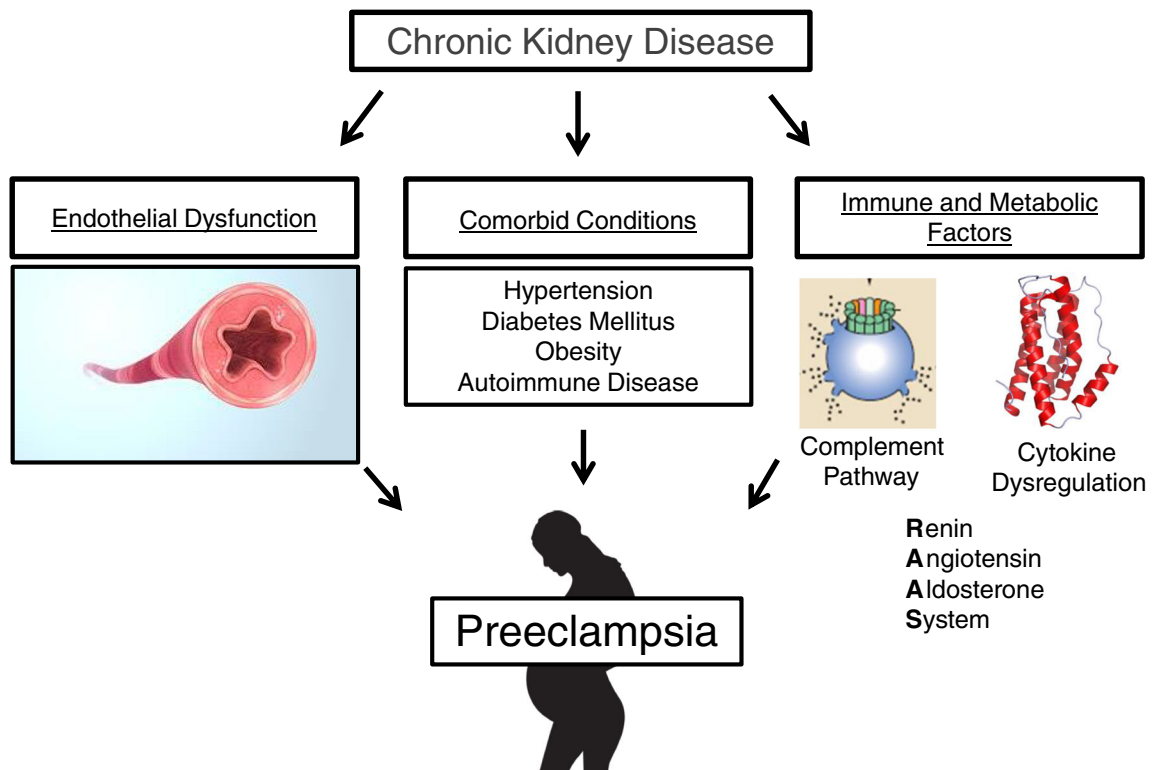 Chronic Kidney Disease
Endothelial Dysfunction
Comorbid Conditions
Hypertension
Diabetes Mellitus
Obesity
Autoimmune Disease
Immune and Metabolic
Factors
Complement
Pathway
Cytokine
Dysregulation
Renin
Angiotensin
Aldosterone
System
Preeclampsia